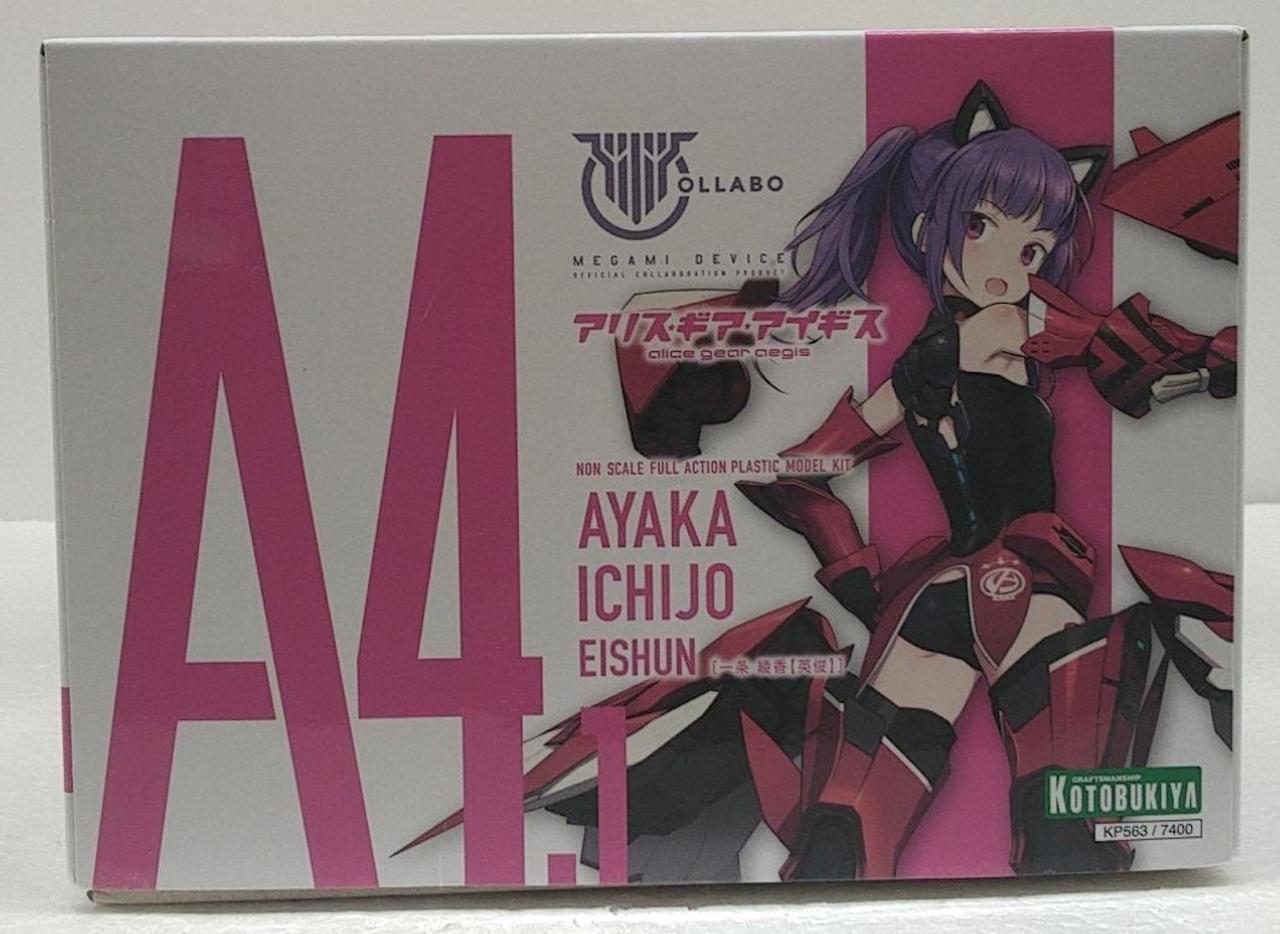 A4.1
OLLABO
MEGAMI DEVICE
OFFICIAL COLLABORATION PRODUCT
アリス・ギア・アイギス
alice gear aegis
NON SCALE FULL ACTION PLASTIC MODEL KIT
AYAKA
ICHIJO
EISHUN [一条 綾香【英俊】]
CRAFTSMANSHIP
KOTOBUKIYA
KP563 / 7400